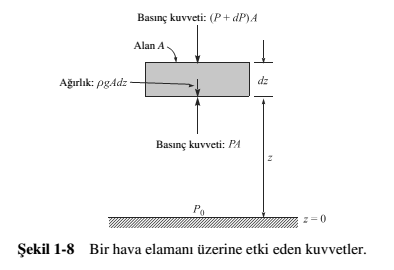 Basınç kuvveti: (P + dP)A
Alan A
dz
Ağırlık: ρgAdz
Basınç kuvveti: PA
z
P₀
z = 0
Şekil 1-8 Bir hava elamanı üzerine etki eden kuvvetler.